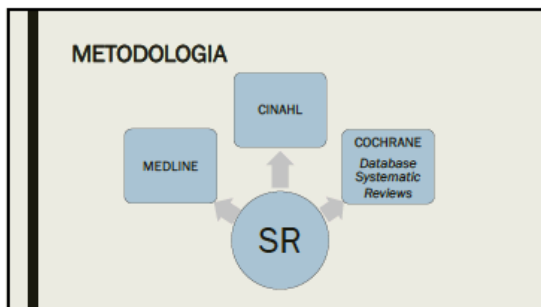 METODOLOGIA
CINAHL
MEDLINE
COCHRANE
Database
Systematic
Reviews
SR